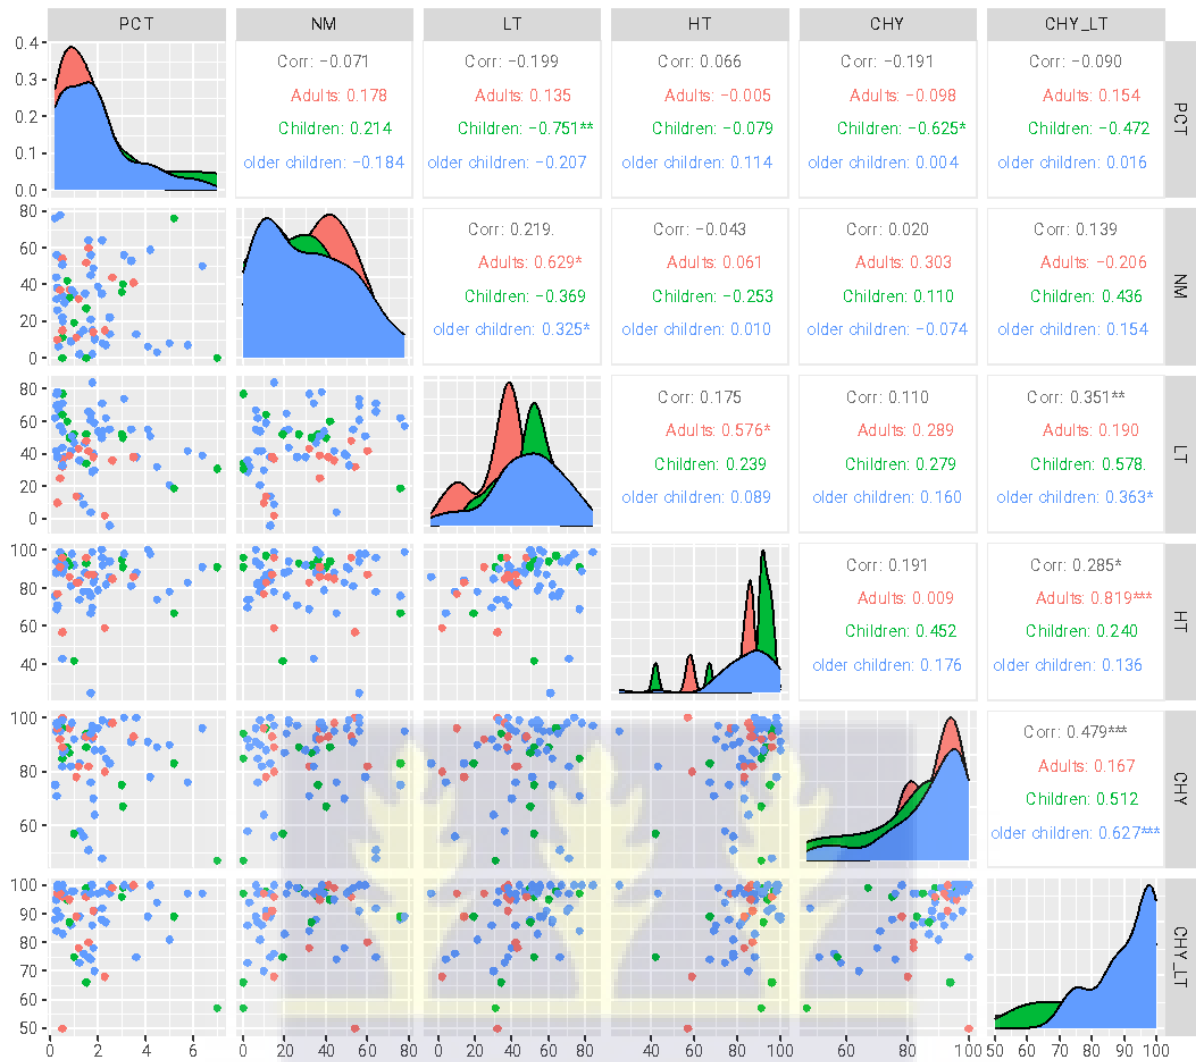 PCT NM LT HT CHY CHY_LT
0.4 Corr: −0.071 Corr: −0.199 Corr: 0.066 Corr: −0.191 Corr: −0.090
0.3 Adults: 0.178 Adults: 0.135 Adults: −0.005 Adults: −0.098 Adults: 0.154
0.2 Children: 0.214 Children: −0.751** Children: −0.079 Children: −0.625* Children: −0.472 PCT
0.1 older children: −0.184 older children: −0.207 older children: 0.114 older children: 0.004 older children: 0.016
0.0
80 Corr: 0.219. Corr: −0.043 Corr: 0.020 Corr: 0.139
60 Adults: 0.629* Adults: 0.061 Adults: 0.303 Adults: −0.206
40 Children: −0.369 Children: −0.253 Children: 0.110 Children: 0.436 NM
20 older children: 0.325* older children: 0.010 older children: −0.074 older children: 0.154
0
80 Corr: 0.175 Corr: 0.110 Corr: 0.351**
60 Adults: 0.576* Adults: 0.289 Adults: 0.190
40 Children: 0.239 Children: 0.279 Children: 0.578. LT
20 older children: 0.089 older children: 0.160 older children: 0.363*
0
100 Corr: 0.191 Corr: 0.285*
80 Adults: 0.009 Adults: 0.819***
60 Children: 0.452 Children: 0.240 HT
40 older children: 0.176 older children: 0.136
100 Corr: 0.479***
80 Adults: 0.167
Children: 0.512 CHY
60 older children: 0.627***
100
90
80
70 CHY_LT
60
50
0 2 4 6 0 20 40 60 80 0 20 40 60 80 40 60 80 100 60 80 100 50 60 70 80 90 100